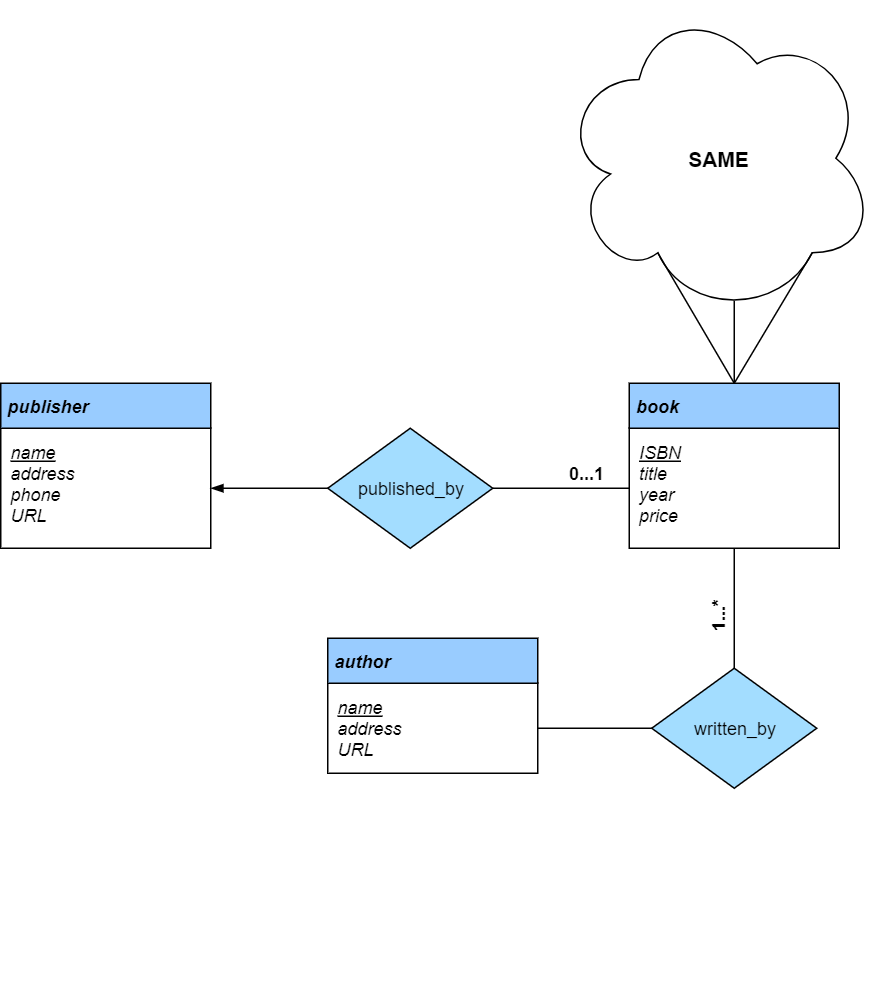 SAME
publisher
name
address
phone
URL
published_by
0...1
book
ISBN
title
year
price
1...*
author
name
address
URL
written_by